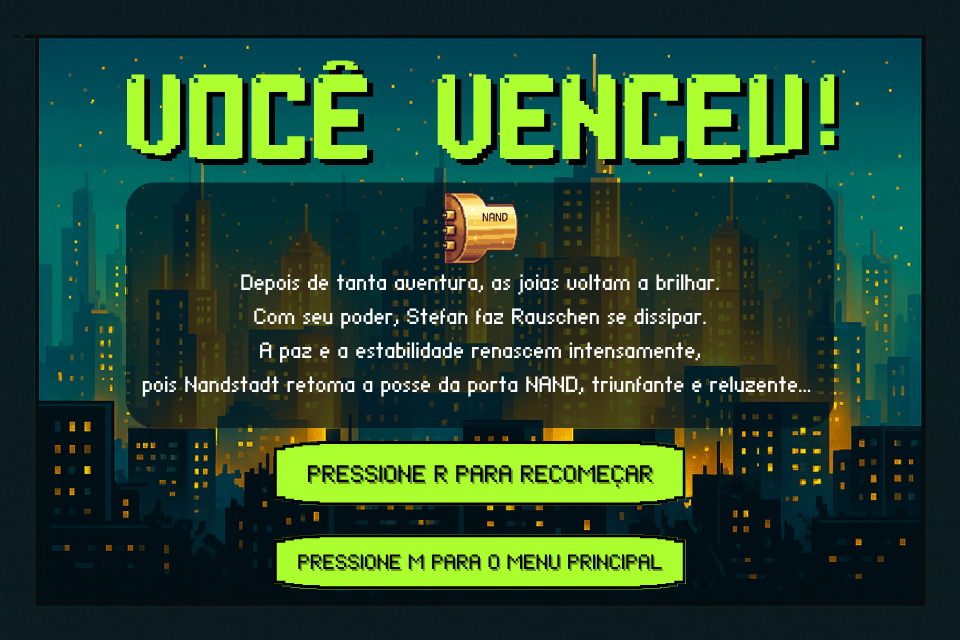 VOCÊ VENCEU!
NAND
Depois de tanta aventura, as joias voltam a brilhar.
Com seu poder, Stefan faz Rauschen se dissipar.
A paz e a estabilidade renascem intensamente,
pois Nandstadt retoma a posse da porta NAND, triunfante e reluzente...
PRESSIONE R PARA RECOMEÇAR
PRESSIONE M PARA O MENU PRINCIPAL